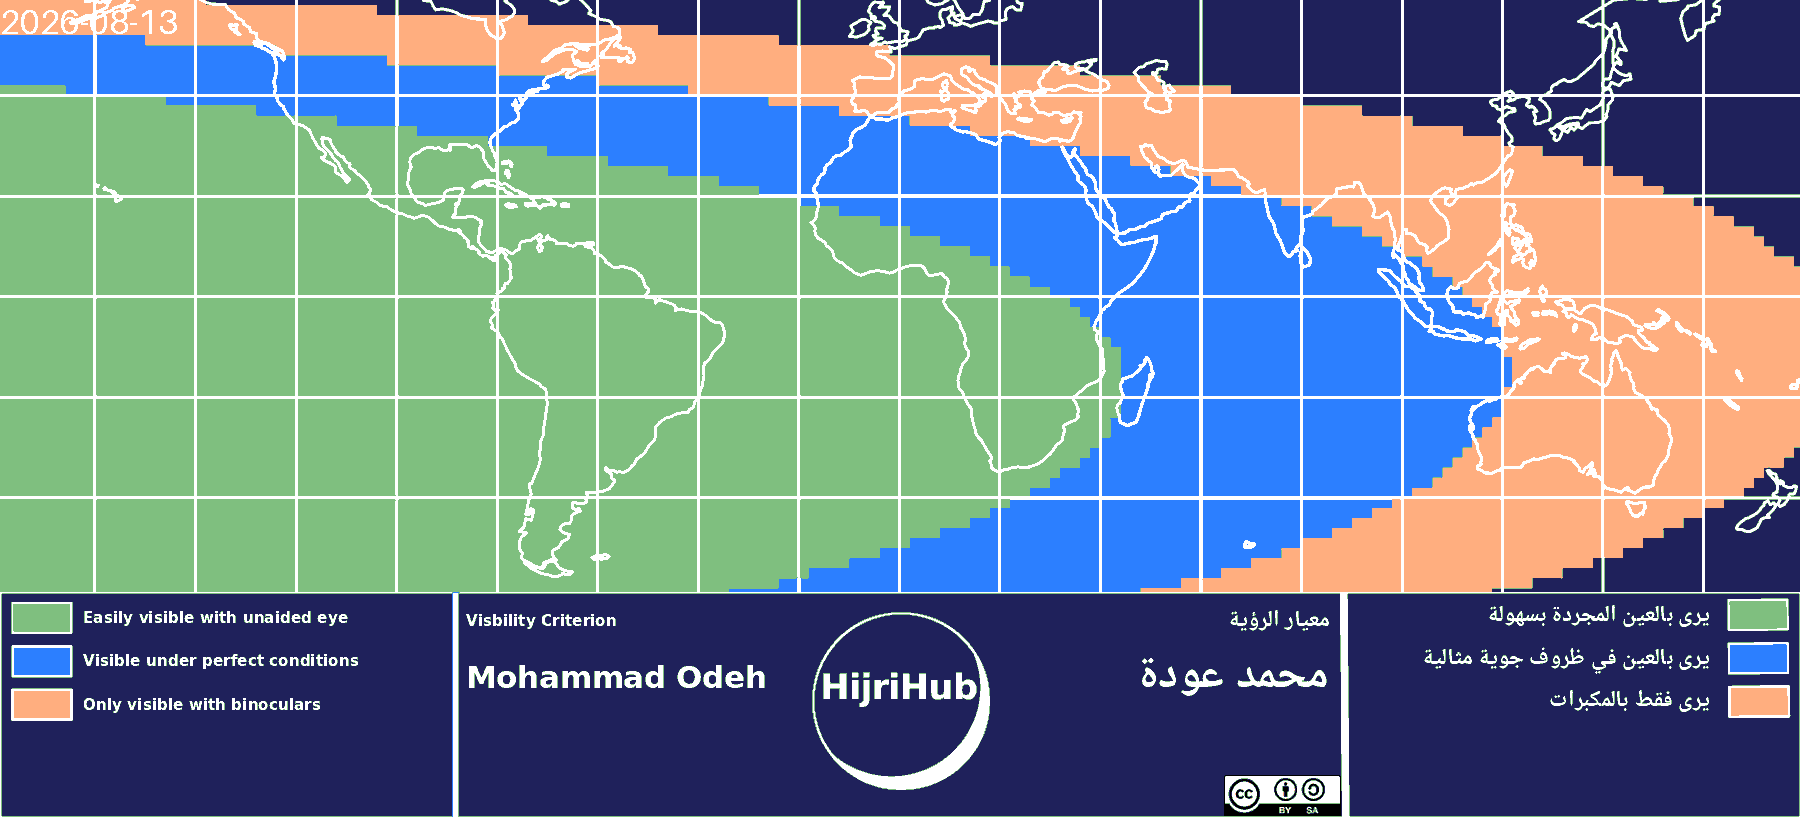 2026-08-13
Easily visible with unaided eye
Visible under perfect conditions
Only visible with binoculars
Visbility Criterion
معيار الرؤية
Mohammad Odeh
محمد عودة
HijriHub
cc
BY SA
يرى بالعين المجردة بسهولة
يرى بالعين في ظروف جوية مثالية
يرى فقط بالمكبرات